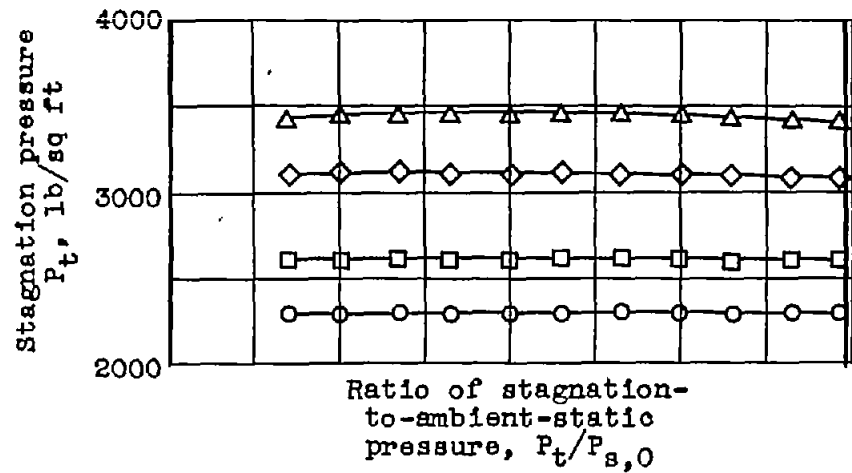 4000
3000
2000
Stagnation pressure
Pt, lb/sq ft
Ratio of stagnation-
to-ambient-static
pressure, Pt/Ps,0